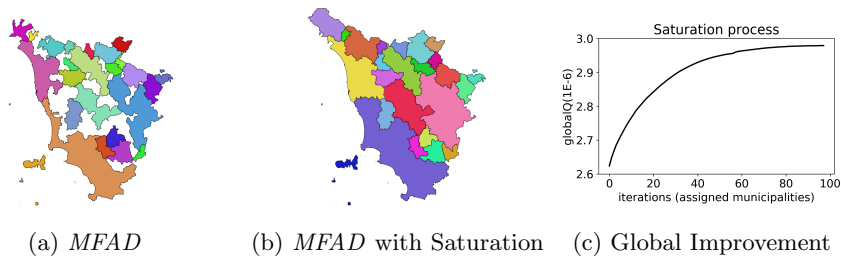 Saturation process
globalQ(1E-6)
3.0
2.9
2.8
2.7
2.6
0 20 40 60 80 100
iterations (assigned municipalities)
(a) MFAD
(b) MFAD with Saturation
(c) Global Improvement